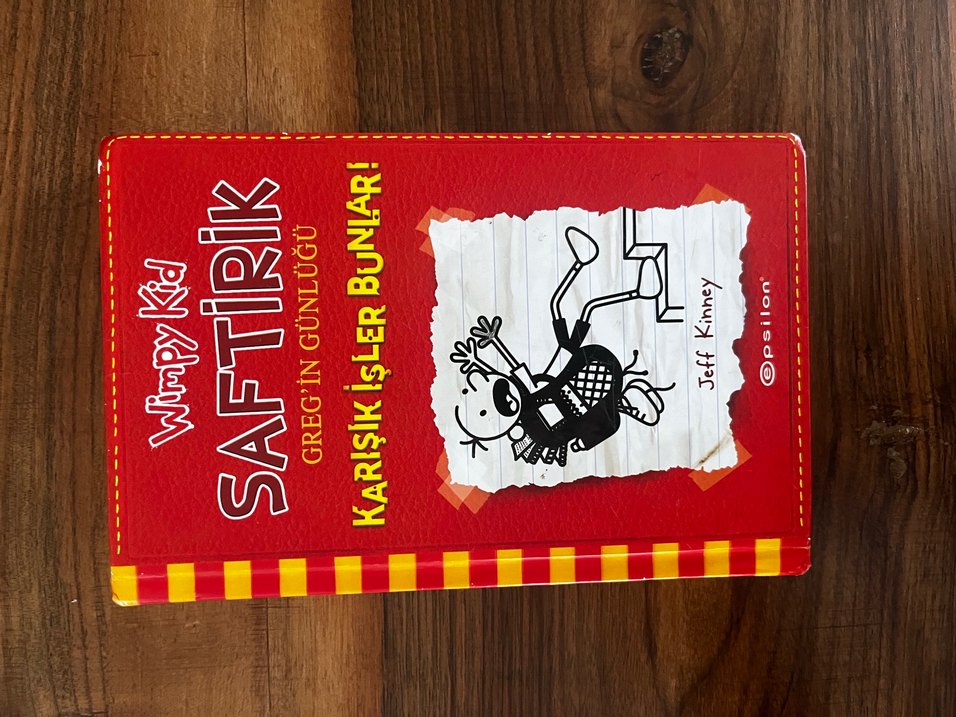 Wimpy Kid
SAFTİRİK
GREG'İN GÜNLÜĞÜ
KARIŞIK İŞLER BUNLAR!
Jeff Kinney
epsilon®